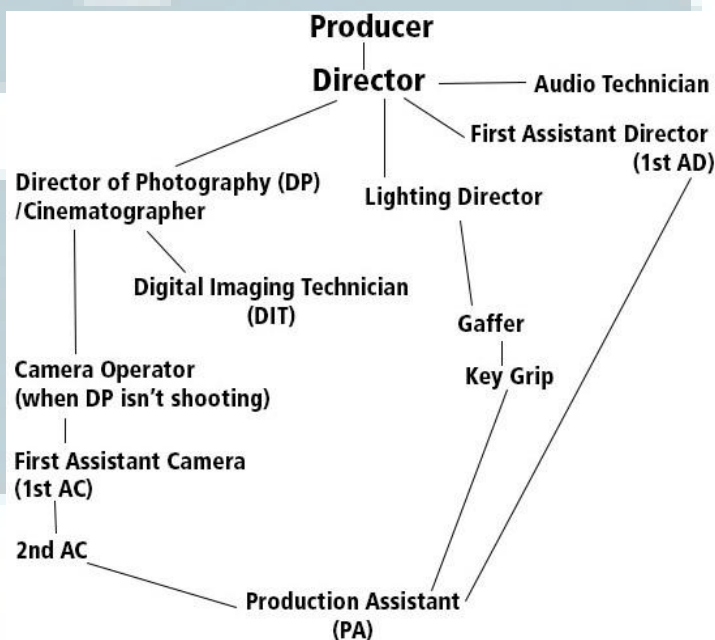 Producer
Director
Audio Technician
First Assistant Director
(1st AD)
Director of Photography (DP)
/Cinematographer
Lighting Director
Digital Imaging Technician
(DIT)
Gaffer
Camera Operator
(when DP isn't shooting)
Key Grip
First Assistant Camera
(1st AC)
2nd AC
Production Assistant
(PA)